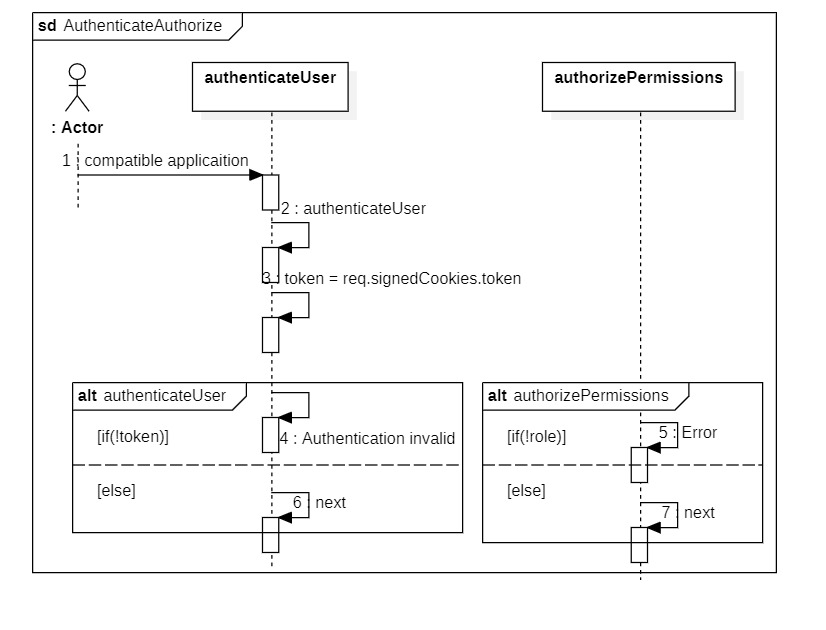 sd AuthenticateAuthorize
authenticateUser
authorizePermissions
: Actor
1 : compatible applicaition
2 : authenticateUser
3 : token = req.signedCookies.token
alt authenticateUser
[if(!token)]
4 : Authentication invalid
[else]
6 : next
alt authorizePermissions
[if(!role)]
5 : Error
[else]
7 : next